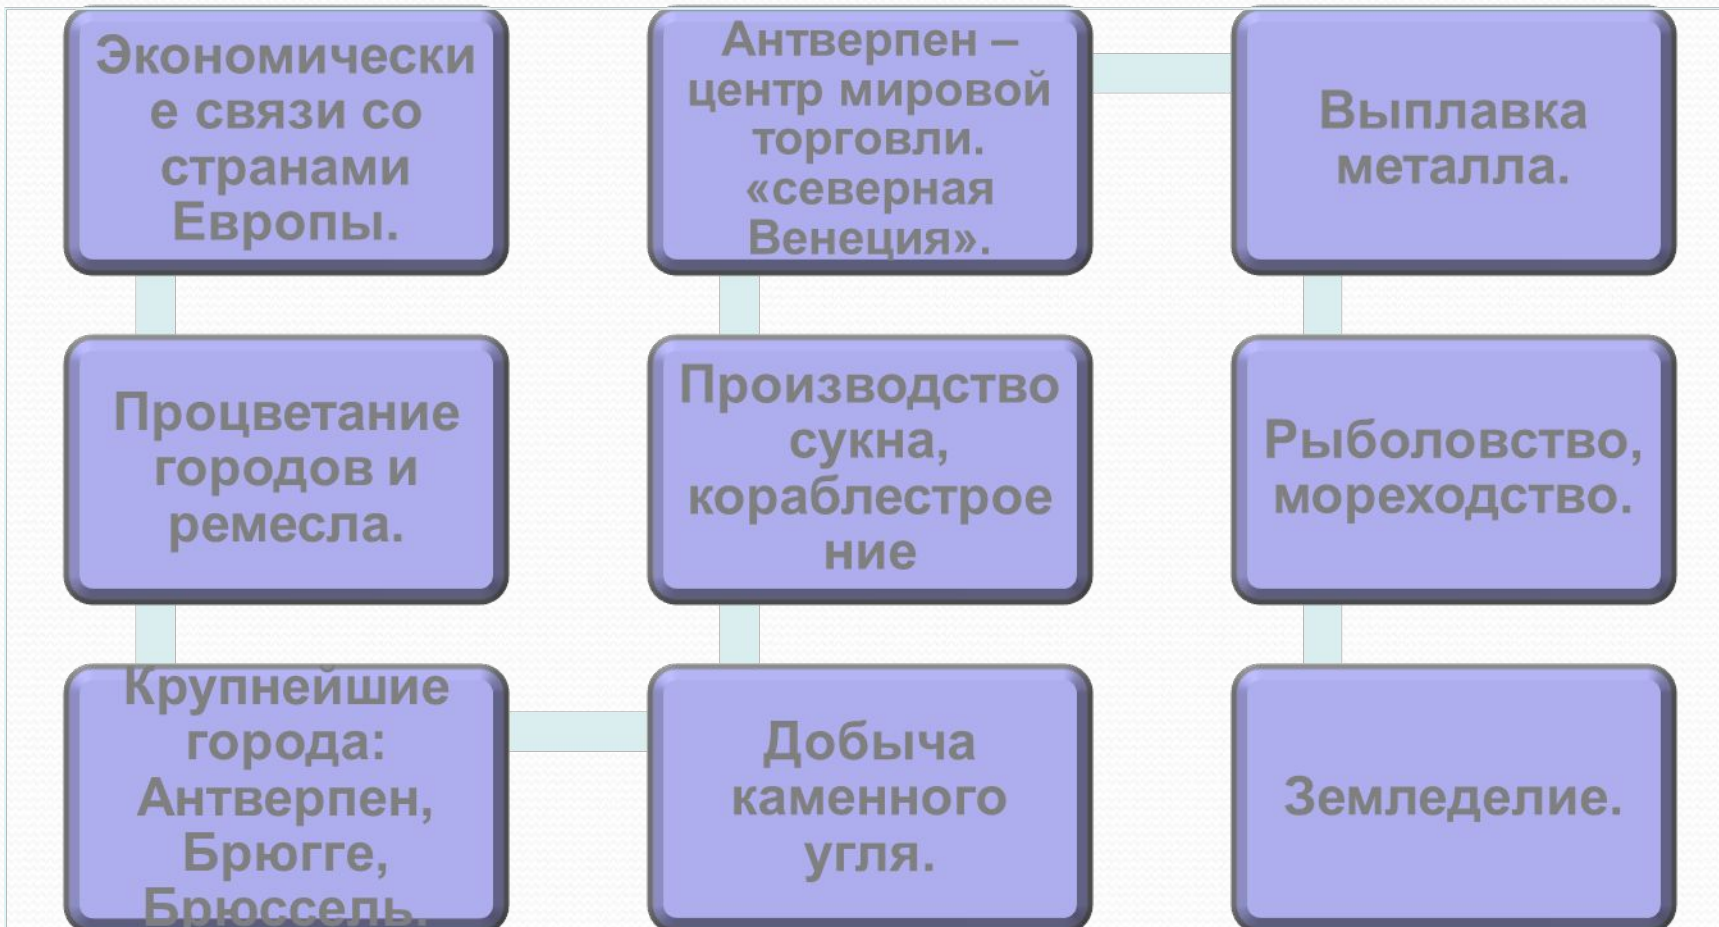 Экономически
е связи со
странами
Европы.
Процветание
городов и
ремесла.
Крупнейшие
города:
Антверпен,
Брюгге,
Брюссель.
Добыча
каменного
угля.
Производство
сукна,
кораблестрое
ние
Антверпен –
центр мировой
торговли.
«северная
Венеция».
Выплавка
металла.
Рыболовство,
мореходство.
Земледелие.